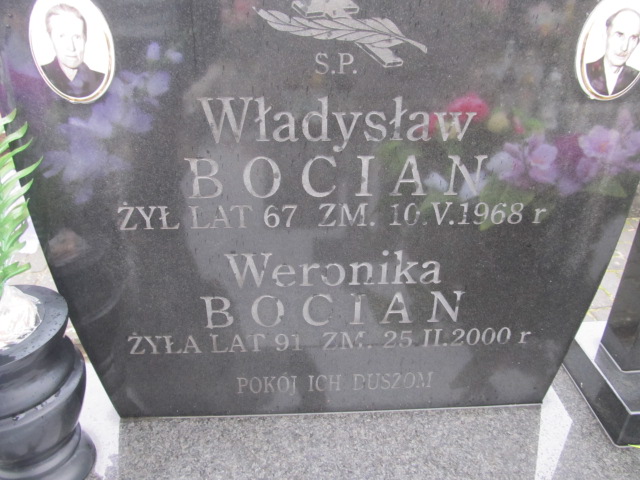 S.P.
Władysław
BOCIAN
ŻYŁ LAT 67 ZM. 10.V.1968 r
Weronika
BOCIAN
ŻYŁA LAT 91 ZM. 25.II.2000 r
POKÓJ ICH DUSZOM